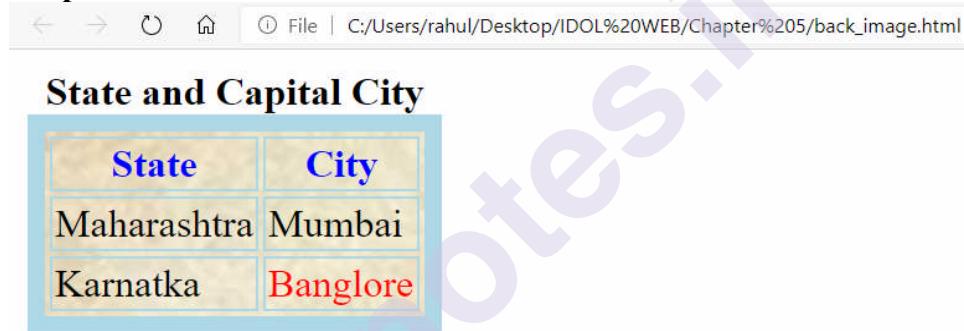 File | C:/Users/rahul/Desktop/IDOL%20WEB/Chapter%205/back_image.html
State and Capital City
State City
Maharashtra Mumbai
Karnatka Banglore